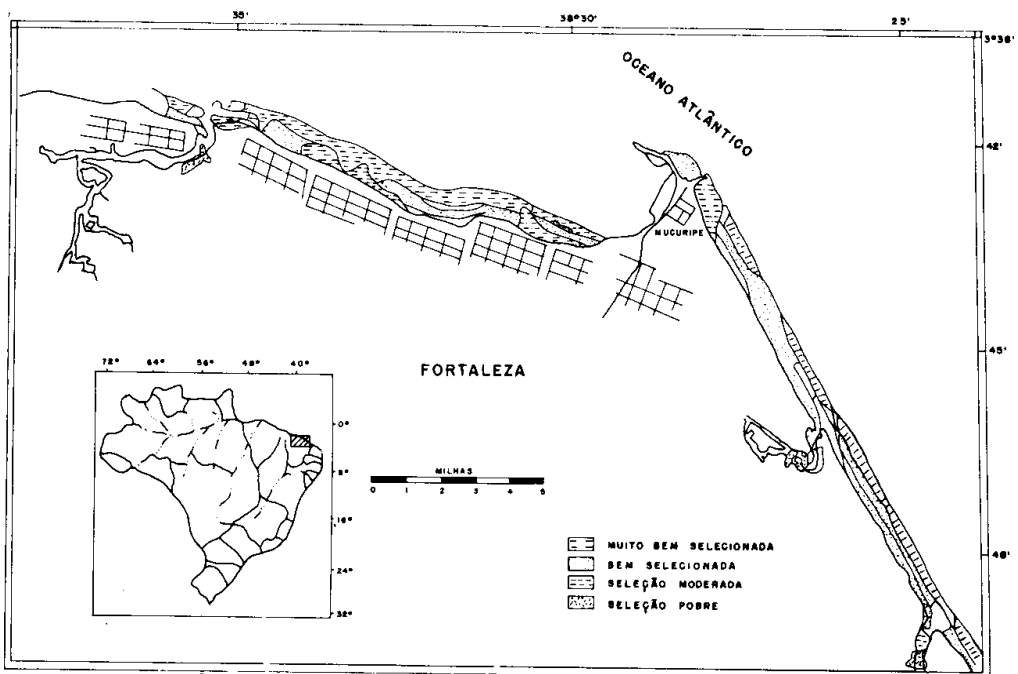 35'
38°30'
25'
3°38'
OCEANO ATLÂNTICO
42'
MUCURIPE
45'
FORTALEZA
72° 64° 56° 48° 40°
0°
8°
16°
24°
32°
MILHAS
0 1 2 3 4 5
MUITO BEM SELECIONADA
BEM SELECIONADA
SELEÇÃO MODERADA
SELEÇÃO POBRE